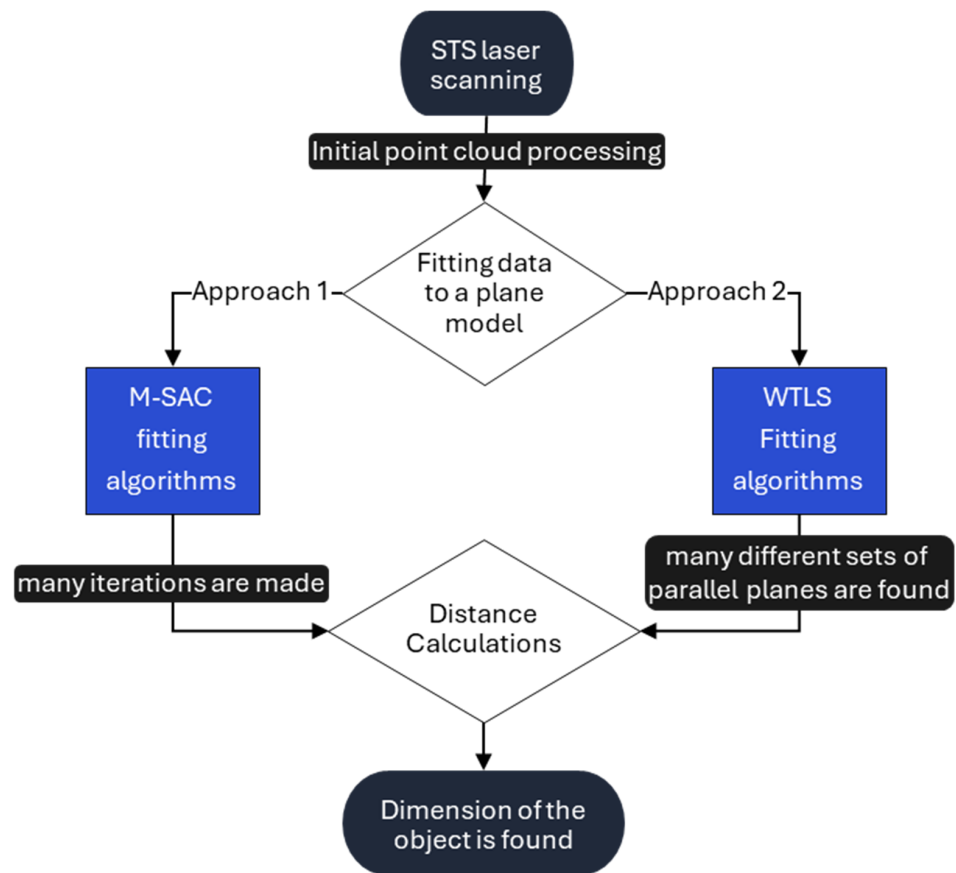 STS laser
scanning
Initial point cloud processing
Fitting data
to a plane
model
Approach 1
Approach 2
M-SAC
fitting
algorithms
WTLS
Fitting
algorithms
many iterations are made
many different sets of
parallel planes are found
Distance
Calculations
Dimension of the
object is found